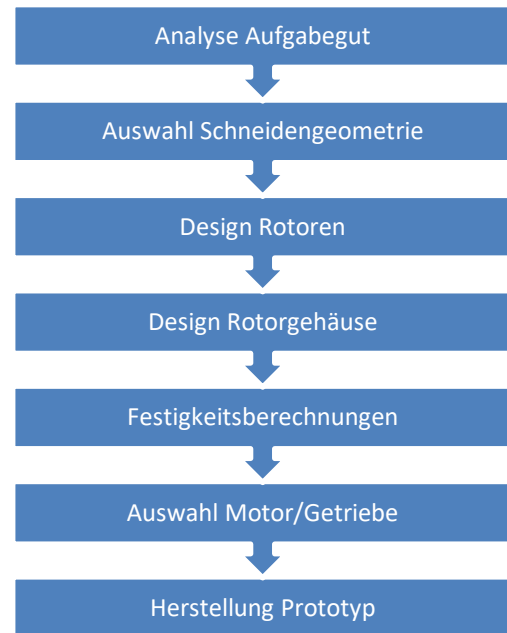 Analyse Aufgabegut
Auswahl Schneidengeometrie
Design Rotoren
Design Rotorgehäuse
Festigkeitsberechnungen
Auswahl Motor/Getriebe
Herstellung Prototyp